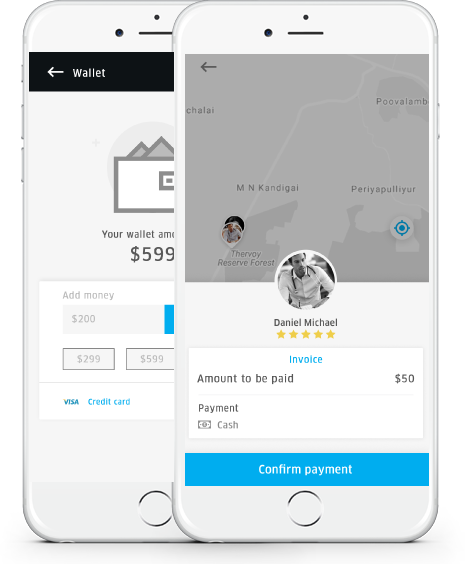 Wallet
Your wallet amo
$599
Add money
$200
$299
$599
VISA Credit card
chalai
Poovalamb
M N Kandigai
Periyapulliyur
Thervoy
Reserve Forest
Daniel Michael
Invoice
Amount to be paid $50
Payment
Cash
Confirm payment